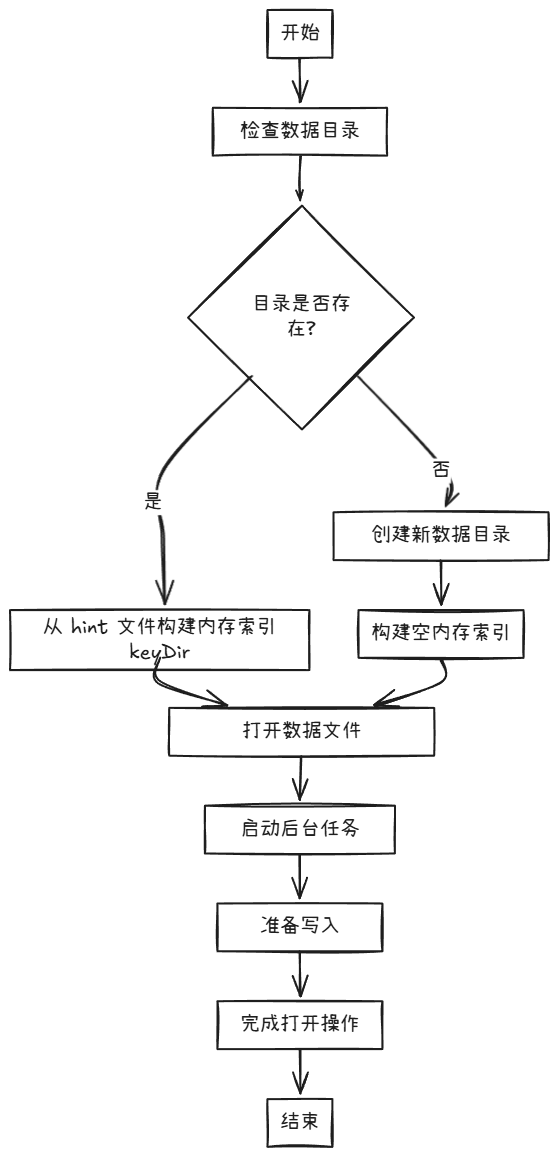 开始
检查数据目录
目录是否存
在?
否
是
创建新数据目录
从 hint 文件构建内存索引
keyDir
构建空内存索引
打开数据文件
启动后台任务
准备写入
完成打开操作
结束